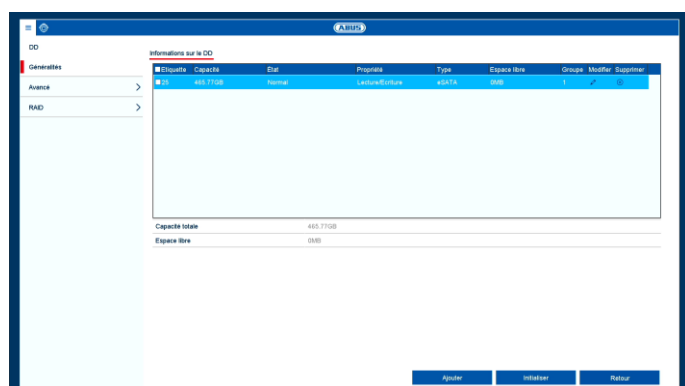 ABUS
DD
Informations sur le DD
Généralités
Etiquette Capacité Etat Propriété Type Espace libre Groupe Modifier Supprimer
25 465.77GB Normal Lecture/Ecriture eSATA 0MB 1
Avancé
RAID
Capacité totale 465.77GB
Espace libre 0MB
Ajouter Initialiser Retour